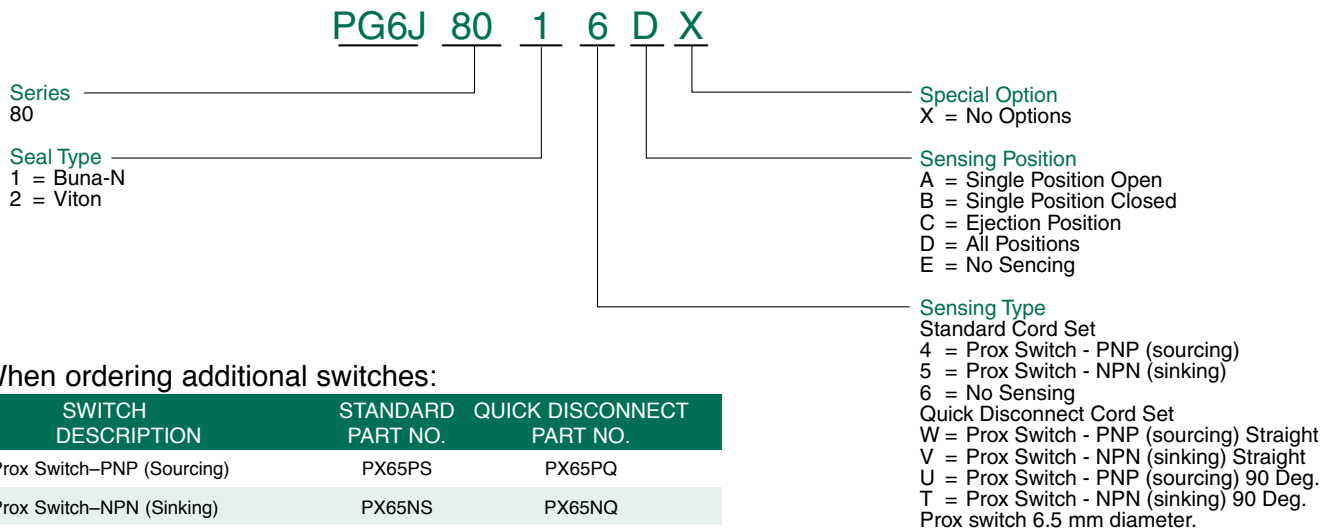 PG6J 80 1 6 D X
Series
80
Seal Type
1 = Buna-N
2 = Viton
Special Option
X = No Options
Sensing Position
A = Single Position Open
B = Single Position Closed
C = Ejection Position
D = All Positions
E = No Sencing
Sensing Type
Standard Cord Set
4 = Prox Switch - PNP (sourcing)
5 = Prox Switch - NPN (sinking)
6 = No Sensing
Quick Disconnect Cord Set
W = Prox Switch - PNP (sourcing) Straight
V = Prox Switch - NPN (sinking) Straight
U = Prox Switch - PNP (sourcing) 90 Deg.
T = Prox Switch - NPN (sinking) 90 Deg.
Prox switch 6.5 mm diameter.
When ordering additional switches:
SWITCH DESCRIPTION STANDARD PART NO. QUICK DISCONNECT PART NO.
Prox Switch–PNP (Sourcing) PX65PS PX65PQ
Prox Switch–NPN (Sinking) PX65NS PX65NQ